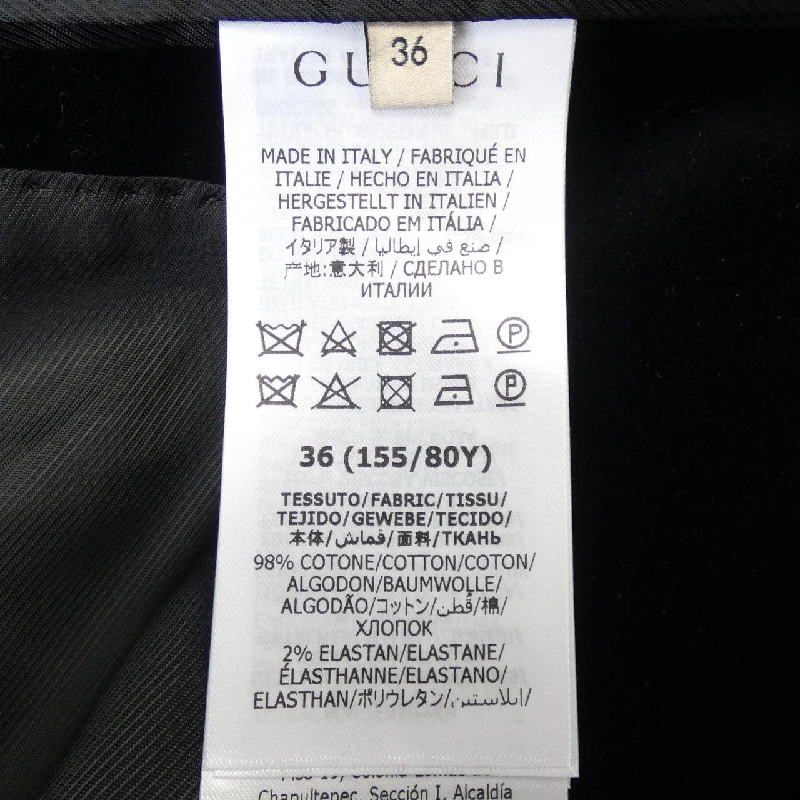 36
GUCCI
MADE IN ITALY / FABRIQUÉ EN
ITALIE / HECHO EN ITALIA /
HERGESTELLT IN ITALIEN /
FABRICADO EM ITÁLIA /
イタリア製 / صنع في إيطاليا /
产地:意大利 / СДЕЛАНО В
ИТАЛИИ
P
P
36 (155/80Y)
TESSUTO/FABRIC/TISSU/
TEJIDO/GEWEBE/TECIDO/
本体/قماش/面料/ТКАНЬ
98% COTONE/COTTON/COTON/
ALGODON/BAUMWOLLE/
ALGODÃO/コットン/قطن/棉/
ХЛОПОК
2% ELASTAN/ELASTANE/
ÉLASTHANNE/ELASTANO/
ELASTHAN/ポリウレタン/إيلاستين/
Chapultepec, Sección I, Alcaldía